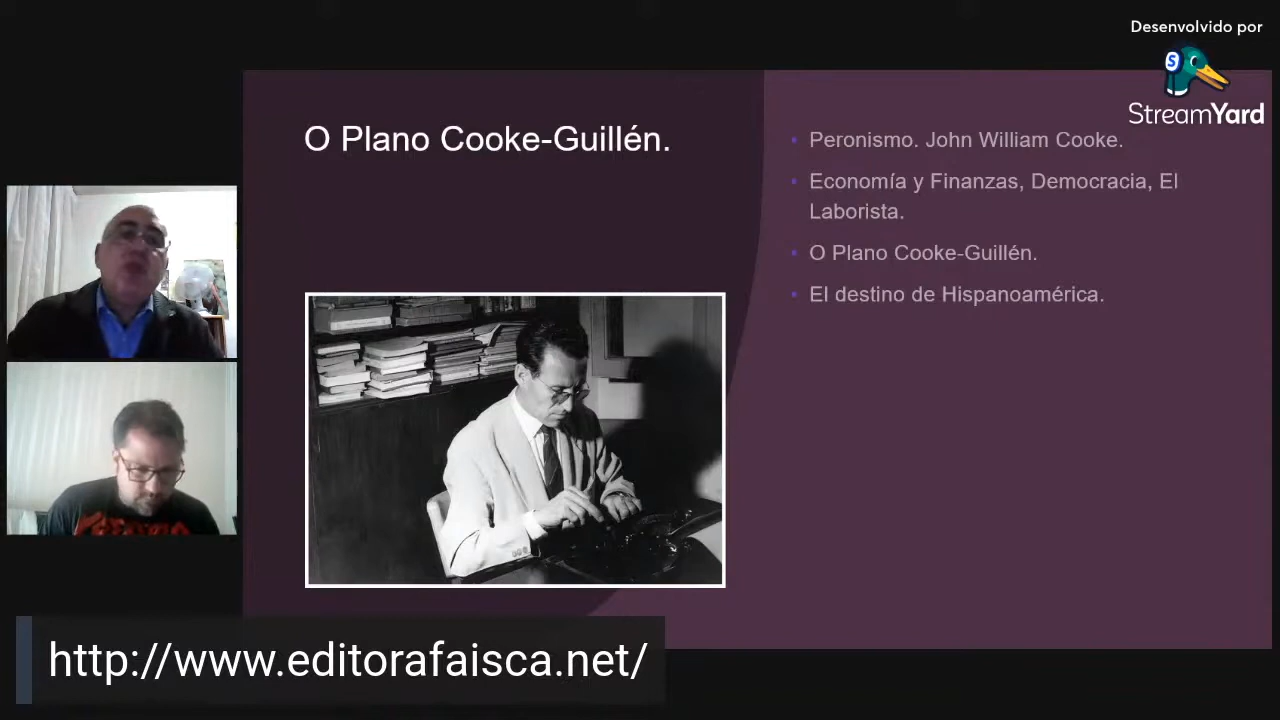 Desenvolvido por
StreamYard
O Plano Cooke-Guillén.
Peronismo. John William Cooke.
Economía y Finanzas, Democracia, El
Laborista.
O Plano Cooke-Guillén.
El destino de Hispanoamérica.
http://www.editorafaisca.net/